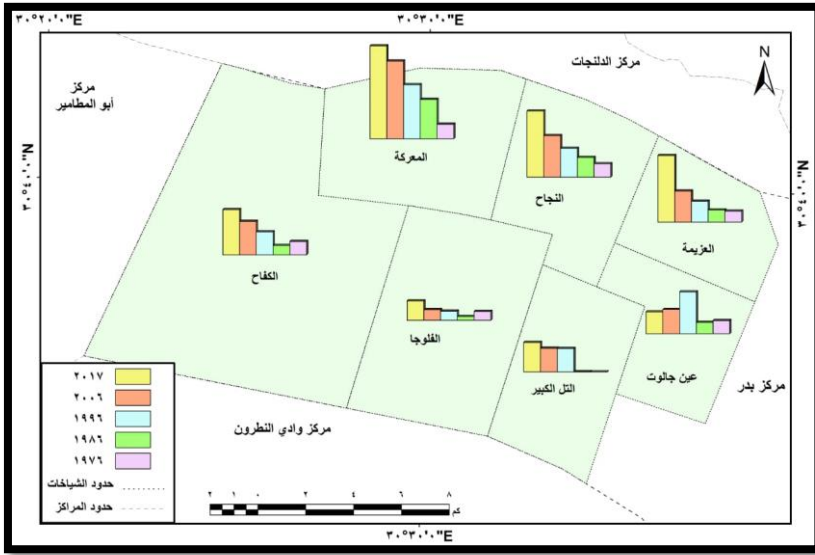 ٣٠°٢٠'٠"E
٣٠°٣٠'٠"E
مركز الدلنجات
N
مركز
أبو المطامير
المعركة
النجاح
العزيمة
٣٠°٤٠'٠"N
٣٠°٤٠'٠"N
الكفاح
الفلوجا
التل الكبير
عين جالوت
مركز بدر
مركز وادي النطرون
٢٠١٧
٢٠٠٦
١٩٩٦
١٩٨٦
١٩٧٦
حدود الشياخات
حدود المراكز
٢ ١ ٠ ٢ ٤ ٦ ٨
كم
٣٠°٣٠'٠"E